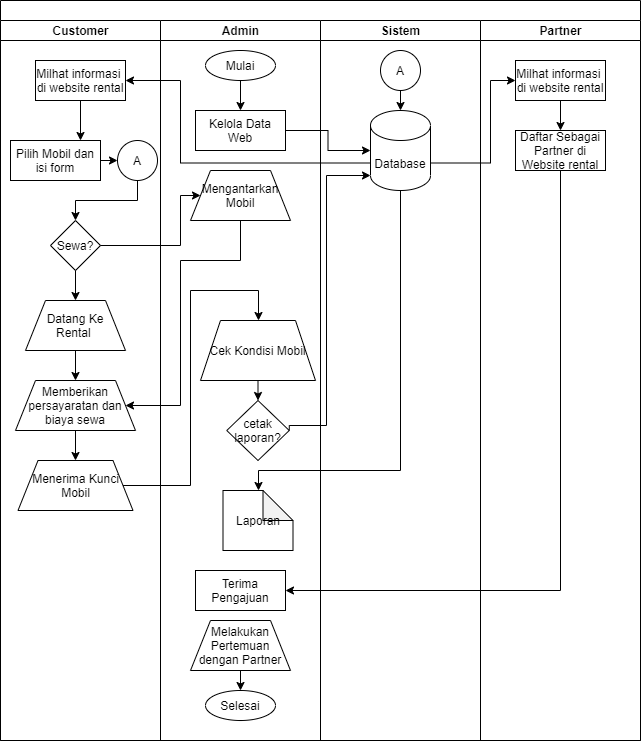 Customer
Admin
Sistem
Partner
Mulai
A
Milhat informasi
di website rental
Milhat informasi
di website rental
Kelola Data
Web
Database
Daftar Sebagai
Partner di
Website rental
Pilih Mobil dan
isi form
A
Mengantarkan
Mobil
Sewa?
Datang Ke
Rental
Cek Kondisi Mobil
Memberikan
persayaratan dan
biaya sewa
cetak
laporan?
Menerima Kunci
Mobil
Laporan
Terima
Pengajuan
Melakukan
Pertemuan
dengan Partner
Selesai